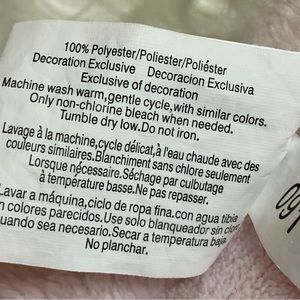 100% Polyester/Poliester/Poliéster
Decoration Exclusive Decoracion Exclusiva
Exclusive of decoration
Machine wash warm,gentle cycle,with similar colors.
Only non-chlorine bleach when needed.
Tumble dry low.Do not iron.
Lavage à la machine,cycle délicat,à l'eau chaude avec des
couleurs similaires.Blanchiment sans chlore seulement
Lorsque nécessaire.Séchage par culbutage
à température basse.Ne pas repasser.
Lavar a máquina,ciclo de ropa fina.con agua tibia
n colores parecidos.Use solo blanqueador sin clor
uando sea necesario.Secar a temperatura baja.
No planchar.